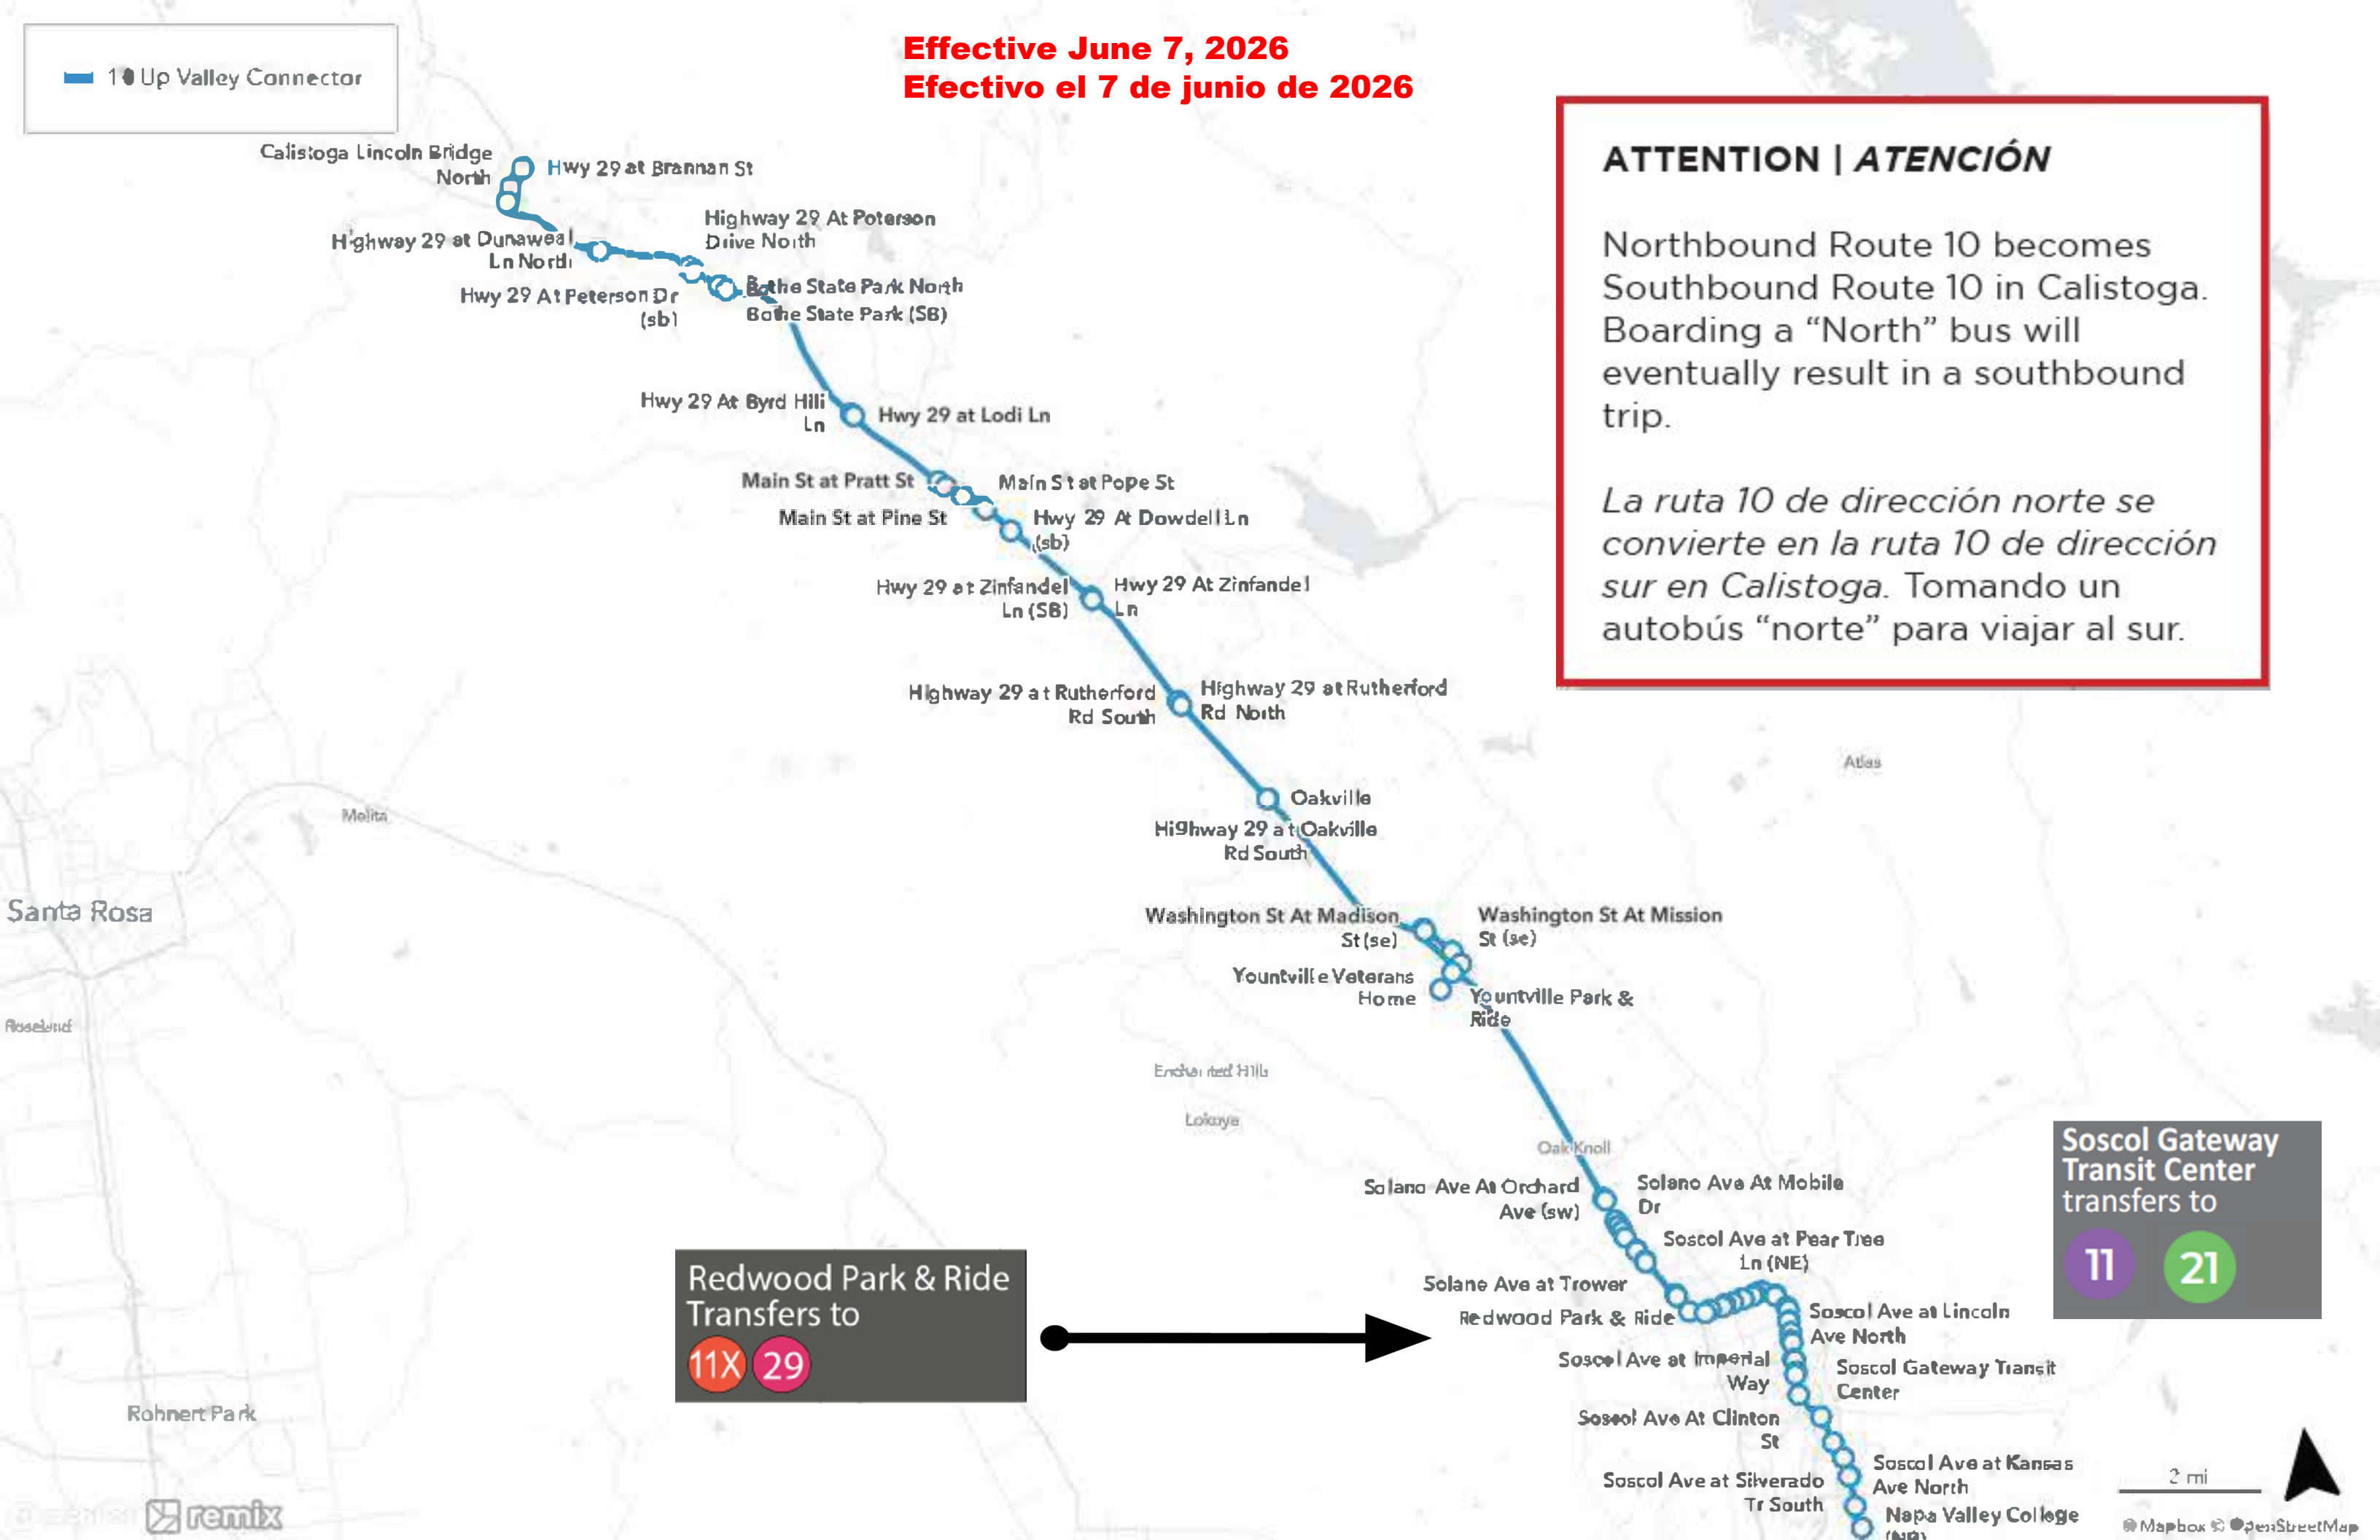 10 Up Valley Connector
Effective June 7, 2026
Efectivo el 7 de junio de 2026
ATTENTION | ATENCIÓN
Northbound Route 10 becomes
Southbound Route 10 in Calistoga.
Boarding a “North” bus will
eventually result in a southbound
trip.
La ruta 10 de dirección norte se
convierte en la ruta 10 de dirección
sur en Calistoga. Tomando un
autobús “norte” para viajar al sur.
Calistoga Lincoln Bridge
North
Hwy 29 at Brannan St
Highway 29 At Peterson
Drive North
Highway 29 at Dunaweal
Ln North
Hwy 29 At Peterson Dr
(sb)
Bothe State Park North
Bothe State Park (SB)
Hwy 29 At Byrd Hill
Ln
Hwy 29 at Lodi Ln
Main St at Pratt St
Main St at Pope St
Main St at Pine St
Hwy 29 At Dowdell Ln
(sb)
Hwy 29 at Zinfandel
Ln (SB)
Hwy 29 At Zinfandel
Ln
Highway 29 at Rutherford
Rd South
Highway 29 at Rutherford
Rd North
Oakville
Highway 29 at Oakville
Rd South
Atlas
Melita
Santa Rosa
Roseland
Washington St At Madison
St (se)
Washington St At Mission
St (se)
Yountville Veterans
Home
Yountville Park &
Ride
Enchanted Hills
Lokoya
Oak Knoll
Solano Ave At Orchard
Ave (sw)
Solano Ave At Mobile
Dr
Soscol Ave at Pear Tree
Ln (NE)
Solano Ave at Trower
Redwood Park & Ride
Soscol Ave at Lincoln
Ave North
Soscol Ave at Imperial
Way
Soscol Gateway Transit
Center
Soscol Ave At Clinton
St
Soscol Ave at Kansas
Ave North
Soscol Ave at Silverado
Tr South
Napa Valley College
Soscol Gateway
Transit Center
transfers to
11 21
Redwood Park & Ride
Transfers to
11X 29
Rohnert Park
remix
2 mi
© Mapbox © OpenStreetMap